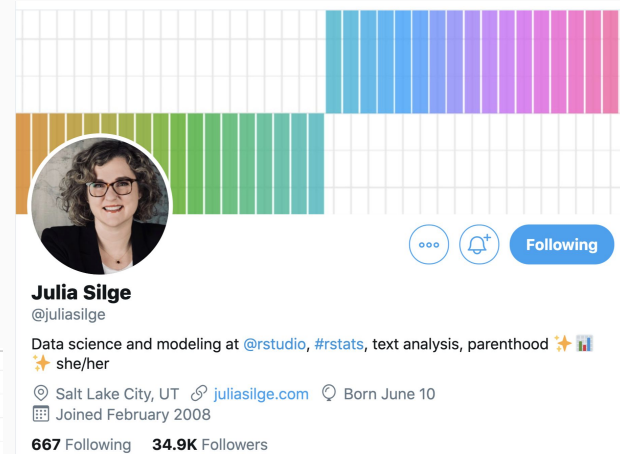 Following
Julia Silge
@juliasilge
Data science and modeling at @rstudio, #rstats, text analysis, parenthood ✨ 📊
✨ she/her
Salt Lake City, UT juliasilge.com Born June 10
Joined February 2008
667 Following 34.9K Followers